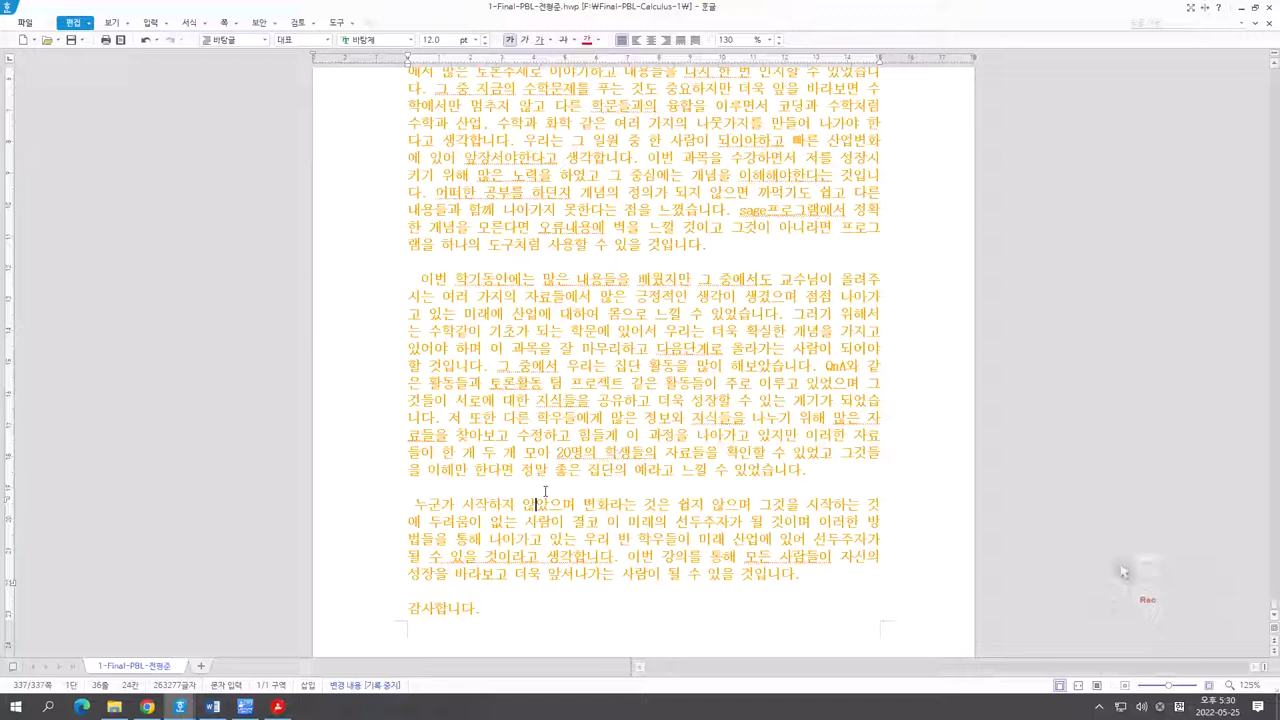 1-Final-PBL-전형준.hwp [F:\Final-PBL-Calculus-1\] - 훈글
파일 편집 보기 입력 서식 쪽 보안 검토 도구
바탕글 대표 바탕체 12.0 pt 가 가 가 가 가 130 %
에서 많은 토론주제로 이야기하고 내용들을 다시 한 번 인지할 수 있었습니
다. 그 중 지금의 수학문제를 푸는 것도 중요하지만 더욱 앞을 바라보면 수
학에서만 멈추지 않고 다른 학문들과의 융합을 이루면서 코딩과 수학처럼
수학과 산업, 수학과 화학 같은 여러 가지의 나뭇가지를 만들어 나가야 한
다고 생각합니다. 우리는 그 일원 중 한 사람이 되어야하고 빠른 산업변화
에 있어 앞장서야한다고 생각합니다. 이번 과목을 수강하면서 저를 성장시
키기 위해 많은 노력을 하였고 그 중심에는 개념을 이해해야한다는 것입니
다. 어떠한 공부를 하던지 개념의 정의가 되지 않으면 까먹기도 쉽고 다른
내용들과 함께 나아가지 못한다는 점을 느꼈습니다. sage프로그램에서 정확
한 개념을 모른다면 오류내용에 벽을 느낄 것이고 그것이 아니라면 프로그
램을 하나의 도구처럼 사용할 수 있을 것입니다.
이번 학기동안에는 많은 내용들을 배웠지만 그 중에서도 교수님이 올려주
시는 여러 가지의 자료들에서 많은 긍정적인 생각이 생겼으며 점점 나아가
고 있는 미래에 산업에 대하여 몸으로 느낄 수 있었습니다. 그러기 위해서
는 수학같이 기초가 되는 학문에 있어서 우리는 더욱 확실한 개념을 가지고
있어야 하며 이 과목을 잘 마무리하고 다음단계로 올라가는 사람이 되어야
할 것입니다. 그 중에서 우리는 집단 활동을 많이 해보았습니다. QnA와 같
은 활동들과 토론활동 텀 프로젝트 같은 활동들이 주로 이루고 있었으며 그
것들이 서로에 대한 지식들을 공유하고 더욱 성장할 수 있는 계기가 되었습
니다. 저 또한 다른 학우들에게 많은 정보와 지식들을 나누기 위해 많은 자
료들을 찾아보고 수정하고 힘들게 이 과정을 나아가고 있지만 이러한 자료
들이 한 개 두 개 모아 20명의 학생들의 자료들을 확인할 수 있었고 그것들
을 이해만 한다면 정말 좋은 집단의 예라고 느낄 수 있었습니다.
누군가 시작하지 않았으며 변화라는 것은 쉽지 않으며 그것을 시작하는 것
에 두려움이 없는 사람이 결코 이 미래의 선두주자가 될 것이며 이러한 방
법들을 통해 나아가고 있는 우리 반 학우들이 미래 산업에 있어 선두주자가
될 수 있을 것이라고 생각합니다. 이번 강의를 통해 모든 사람들이 자신의
성장을 바라보고 더욱 앞서나가는 사람이 될 수 있을 것입니다.
감사합니다.
Rec
1-Final-PBL-전형준
337/337쪽 1단 36줄 24칸 263277글자 문자 입력 1/1 구역 삽입 변경 내용 [기록 중지] 125%
오후 5:30
2022-05-25